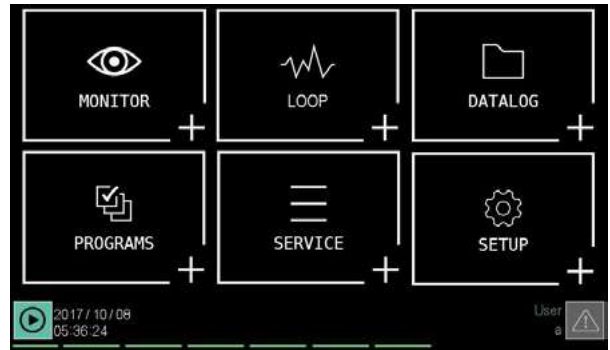 MONITOR
LOOP
DATALOG
PROGRAMS
SERVICE
SETUP
2017/10/08
05:36:24
User
a